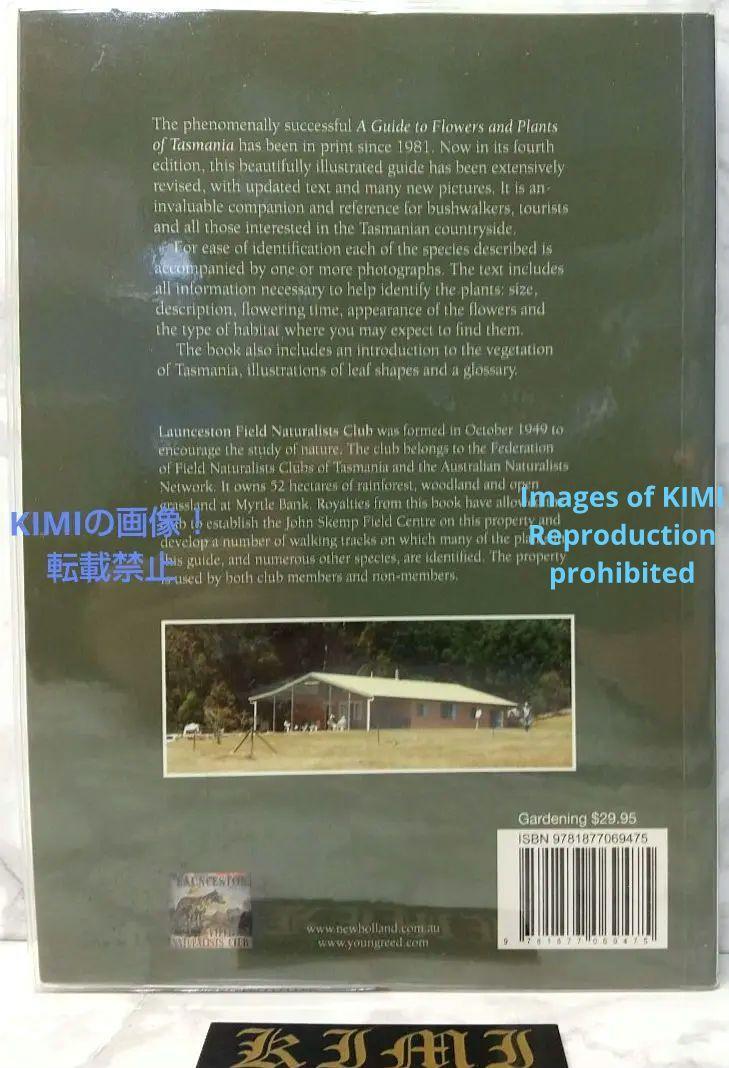 The phenomenally successful A Guide to Flowers and Plants
of Tasmania has been in print since 1981. Now in its fourth
edition, this beautifully illustrated guide has been extensively
revised, with updated text and many new pictures. It is an
invaluable companion and reference for bushwalkers, tourists
and all those interested in the Tasmanian countryside.
For ease of identification each of the species described is
accompanied by one or more photographs. The text includes
all information necessary to help identify the plants: size,
description, flowering time, appearance of the flowers and
the type of habitat where you may expect to find them.
The book also includes an introduction to the vegetation
of Tasmania, illustrations of leaf shapes and a glossary.
Launceston Field Naturalists Club was formed in October 1949 to
encourage the study of nature. The club belongs to the Federation
of Field Naturalists Clubs of Tasmania and the Australian Naturalists
Network. It owns 52 hectares of rainforest, woodland and open
grassland at Myrtle Bank. Royalties from this book have
to establish the John Skemp Field Centre on this property and
develop a number of walking tracks on which many of the
this guide, and numerous other species, are identified. The property
is used by both club members and non-members.
KIMIの画像！
転載禁止
Images of KIMI
Reproduction
prohibited
Gardening $29.95
ISBN 9781877069475
9 781877 069475
LAUNCESTON
FIELD
NATURALISTS CLUB
www.newholland.com.au
www.youngreed.com
KIMI